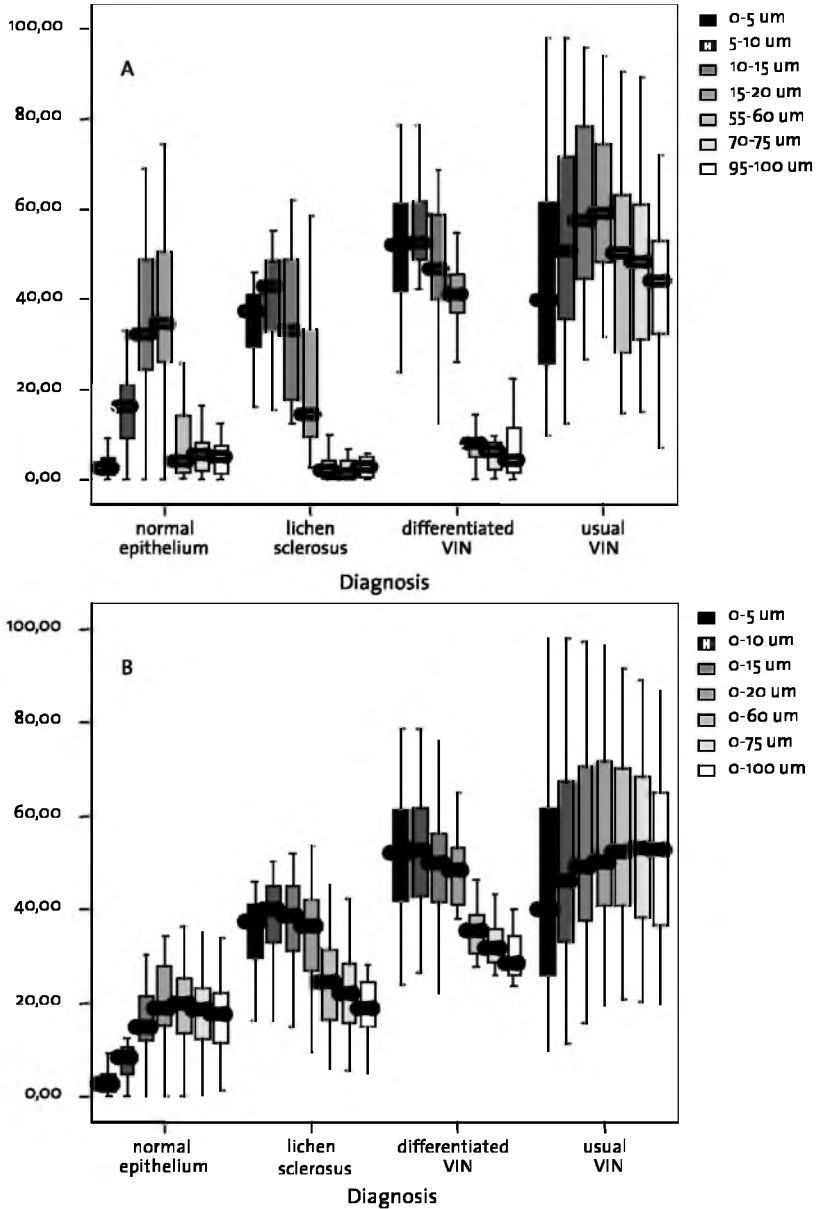 A
100,00
80,00
60,00
40,00
20,00
0,00
normal
epithelium
lichen
sclerosus
differentiated
VIN
usual
VIN
Diagnosis
0-5 um
5-10 um
10-15 um
15-20 um
55-60 um
70-75 um
95-100 um
B
100,00
80,00
60,00
40,00
20,00
0,00
normal
epithelium
lichen
sclerosus
differentiated
VIN
usual
VIN
Diagnosis
0-5 um
0-10 um
0-15 um
0-20 um
0-60 um
0-75 um
0-100 um